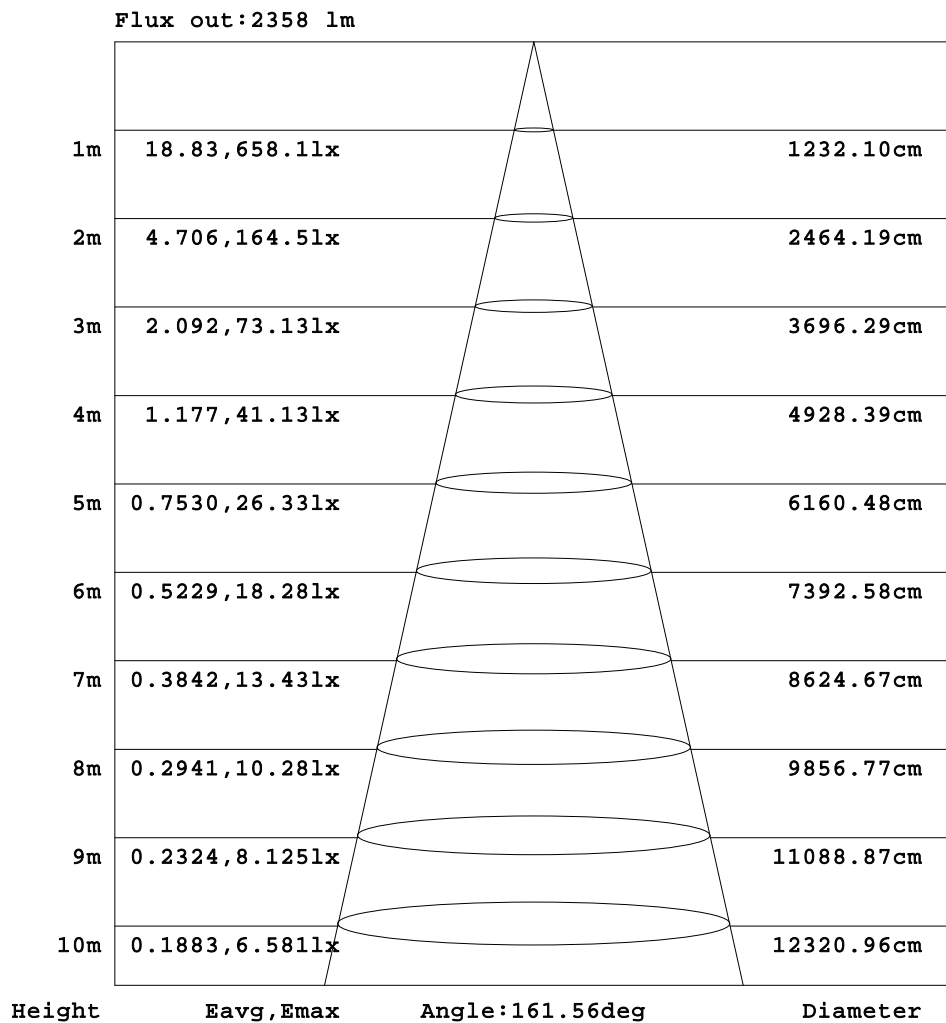 Flux out:2358 lm
1m 18.83,658.1lx 1232.10cm
2m 4.706,164.5lx 2464.19cm
3m 2.092,73.13lx 3696.29cm
4m 1.177,41.13lx 4928.39cm
5m 0.7530,26.33lx 6160.48cm
6m 0.5229,18.28lx 7392.58cm
7m 0.3842,13.43lx 8624.67cm
8m 0.2941,10.28lx 9856.77cm
9m 0.2324,8.125lx 11088.87cm
10m 0.1883,6.581lx 12320.96cm
Height Eavg,Emax Angle:161.56deg Diameter